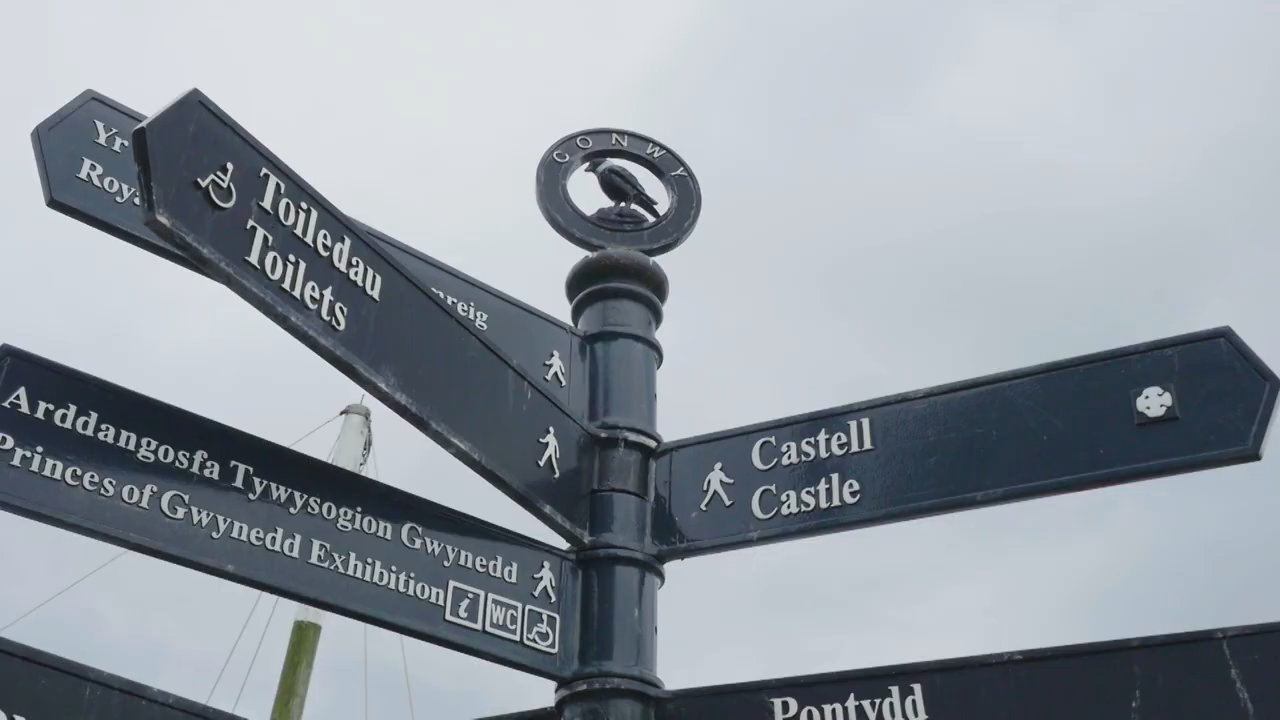 CONWY
Yr
Toiledau
Toilets
Castell
Castle
Arddangosfa Tywysogion Gwynedd
Princes of Gwynedd Exhibition
i WC
Pontydd